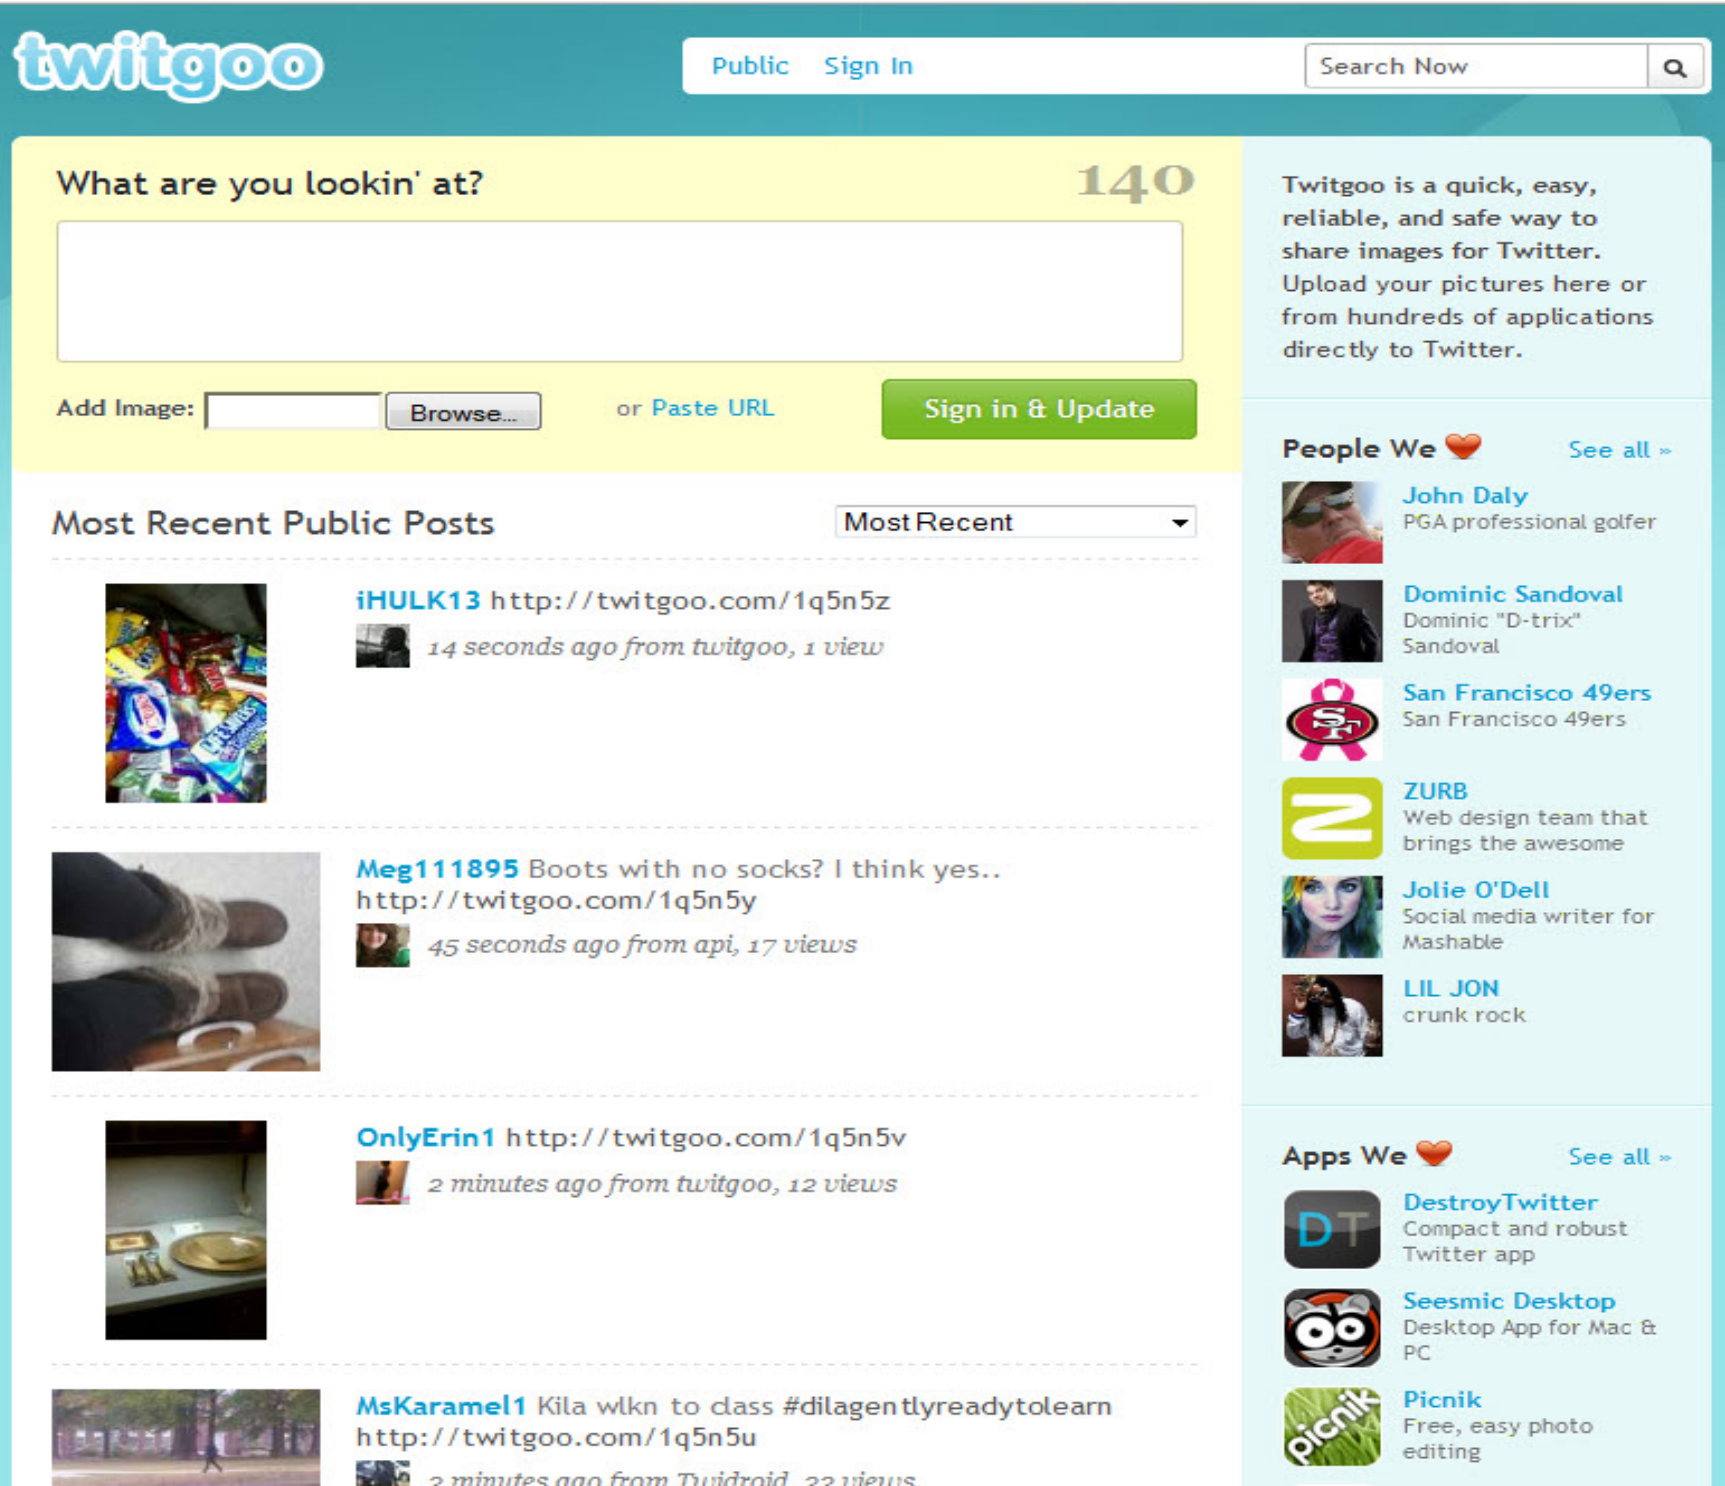 twitgoo
Public Sign In
Search Now
What are you lookin' at?
140
Add Image:
Browse...
or Paste URL
Sign in & Update
Most Recent Public Posts
Most Recent
iHULK13 http://twitgoo.com/1q5n5z
14 seconds ago from twitgoo, 1 view
Meg111895 Boots with no socks? I think yes..
http://twitgoo.com/1q5n5y
45 seconds ago from api, 17 views
OnlyErin1 http://twitgoo.com/1q5n5v
2 minutes ago from twitgoo, 12 views
MsKaramel1 Kila wlkn to class #dilagentlyreadytolearn
http://twitgoo.com/1q5n5u
minutes ago from Twidroid, views
Twitgoo is a quick, easy,
reliable, and safe way to
share images for Twitter.
Upload your pictures here or
from hundreds of applications
directly to Twitter.
People We
See all »
John Daly
PGA professional golfer
Dominic Sandoval
Dominic "D-trix"
Sandoval
SF
San Francisco 49ers
San Francisco 49ers
ZURB
Web design team that
brings the awesome
Jolie O'Dell
Social media writer for
Mashable
LIL JON
crunk rock
Apps We
See all »
DT
DestroyTwitter
Compact and robust
Twitter app
Seesmic Desktop
Desktop App for Mac &
PC
picnik
Picnik
Free, easy photo
editing